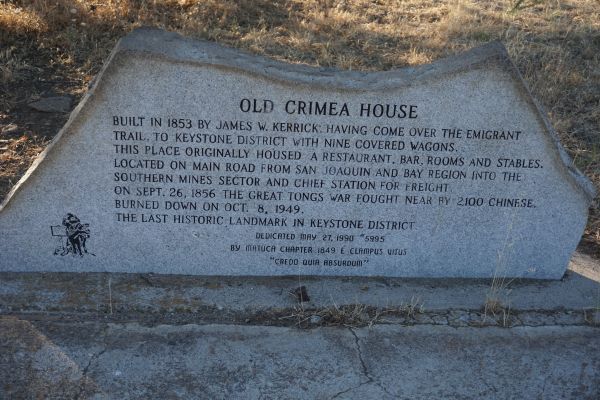 OLD CRIMEA HOUSE
BUILT IN 1853 BY JAMES W. KERRICK. HAVING COME OVER THE EMIGRANT
TRAIL, TO KEYSTONE DISTRICT WITH NINE COVERED WAGONS.
THIS PLACE ORIGINALLY HOUSED A RESTAURANT, BAR, ROOMS AND STABLES.
LOCATED ON MAIN ROAD FROM SAN JOAQUIN AND BAY REGION INTO THE
SOUTHERN MINES SECTOR AND CHIEF STATION FOR FREIGHT.
ON SEPT. 26, 1856 THE GREAT TONGS WAR FOUGHT NEAR BY 2100 CHINESE.
BURNED DOWN ON OCT. 8, 1949.
THE LAST HISTORIC LANDMARK IN KEYSTONE DISTRICT
DEDICATED MAY 27, 1990 "5995
BY MATUCA CHAPTER 1849 E CLAMPUS VITUS
"CREDO QUIA ABSURDUM"